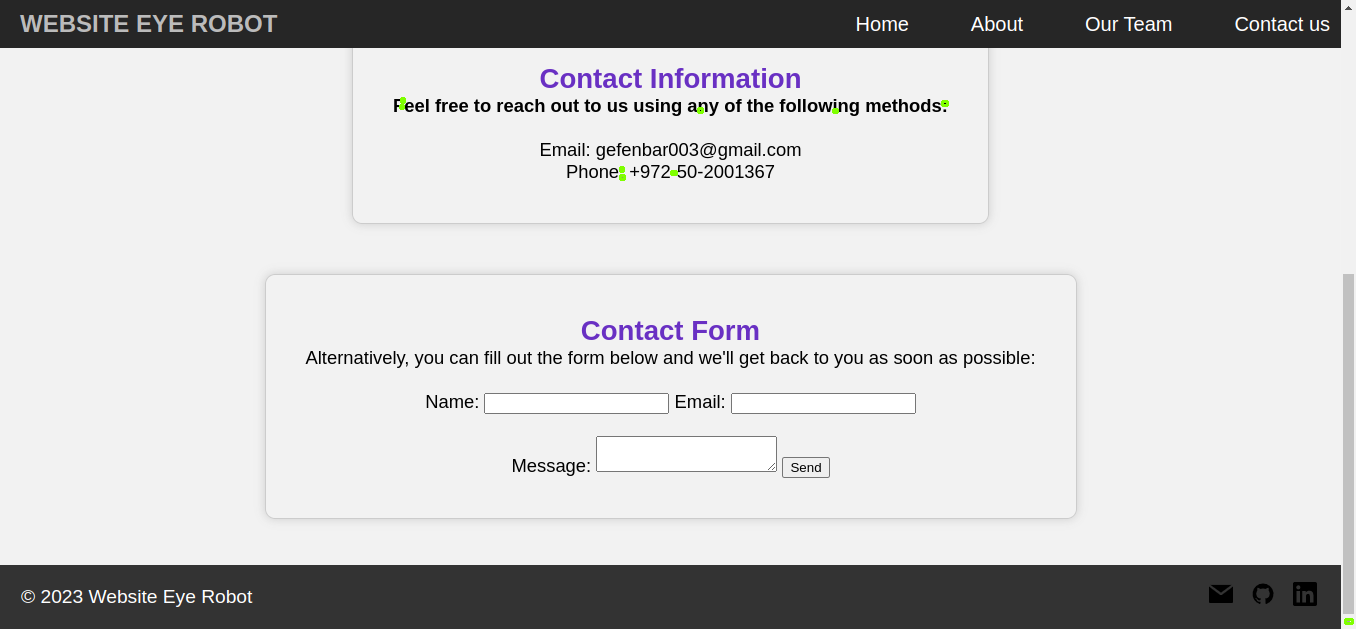 WEBSITE EYE ROBOT Home About Our Team Contact us
Contact Information
Feel free to reach out to us using any of the following methods:
Email: gefenbar003@gmail.com
Phone: +972-50-2001367
Contact Form
Alternatively, you can fill out the form below and we'll get back to you as soon as possible:
Name: Email:
Message: Send
© 2023 Website Eye Robot